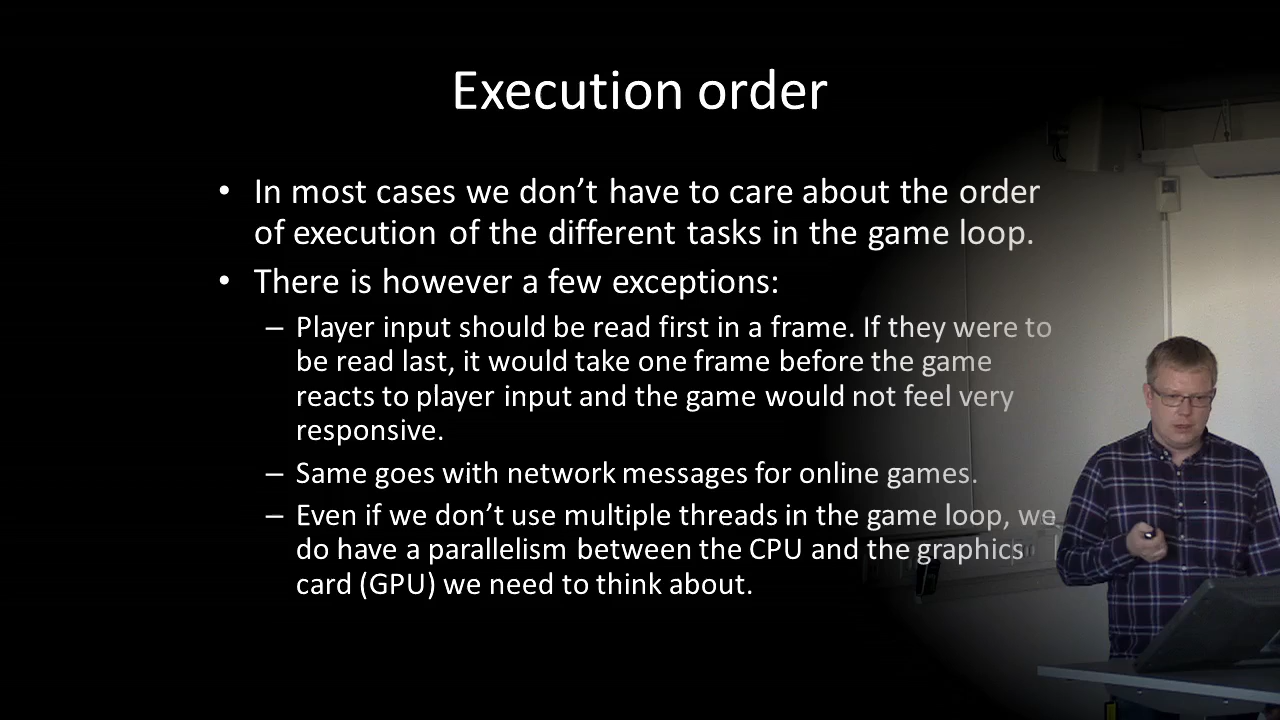 Execution order
• In most cases we don’t have to care about the order
of execution of the different tasks in the game loop.
• There is however a few exceptions:
– Player input should be read first in a frame. If they were to
be read last, it would take one frame before the game
reacts to player input and the game would not feel very
responsive.
– Same goes with network messages for online games.
– Even if we don’t use multiple threads in the game loop, we
do have a parallelism between the CPU and the graphics
card (GPU) we need to think about.